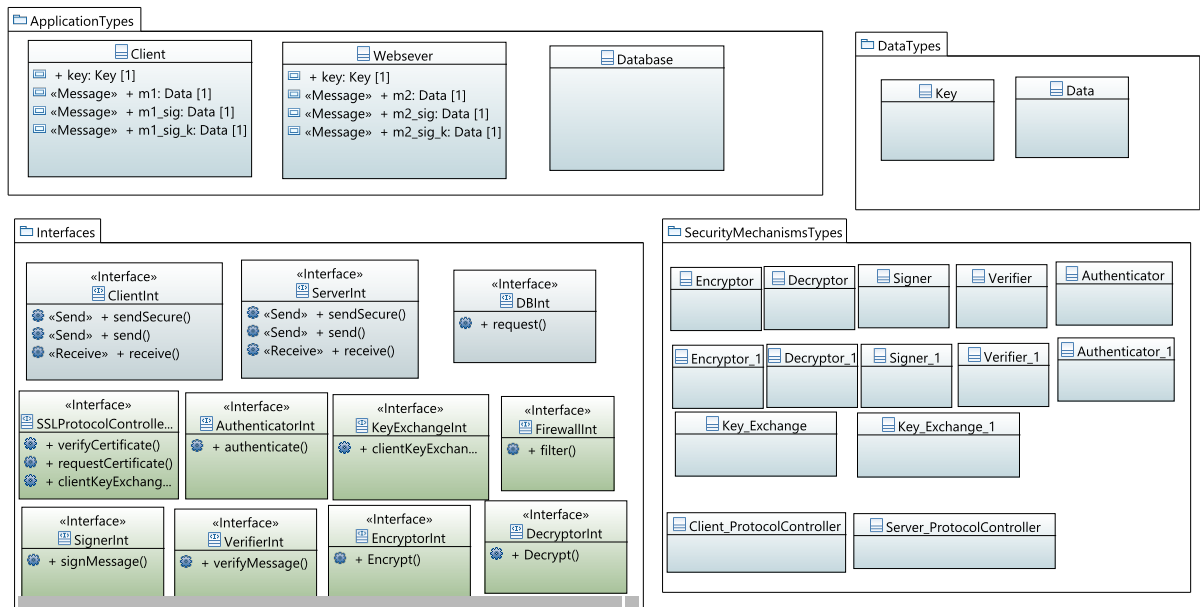 ApplicationTypes
Client
+ key: Key [1]
«Message» + m1: Data [1]
«Message» + m1_sig: Data [1]
«Message» + m1_sig_k: Data [1]
Websever
+ key: Key [1]
«Message» + m2: Data [1]
«Message» + m2_sig: Data [1]
«Message» + m2_sig_k: Data [1]
Database
DataTypes
Key
Data
Interfaces
«Interface»
ClientInt
«Send» + sendSecure()
«Send» + send()
«Receive» + receive()
«Interface»
ServerInt
«Send» + sendSecure()
«Send» + send()
«Receive» + receive()
«Interface»
DBInt
+ request()
«Interface»
SSLProtocolControlle...
+ verifyCertificate()
+ requestCertificate()
+ clientKeyExchang...
«Interface»
AuthenticatorInt
+ authenticate()
«Interface»
KeyExchangeInt
+ clientKeyExchan...
«Interface»
FirewallInt
+ filter()
«Interface»
SignerInt
+ signMessage()
«Interface»
VerifierInt
+ verifyMessage()
«Interface»
EncryptorInt
+ Encrypt()
«Interface»
DecryptorInt
+ Decrypt()
SecurityMechanismsTypes
Encryptor
Decryptor
Signer
Verifier
Authenticator
Encryptor_1
Decryptor_1
Signer_1
Verifier_1
Authenticator_1
Key_Exchange
Key_Exchange_1
Client_ProtocolController
Server_ProtocolController